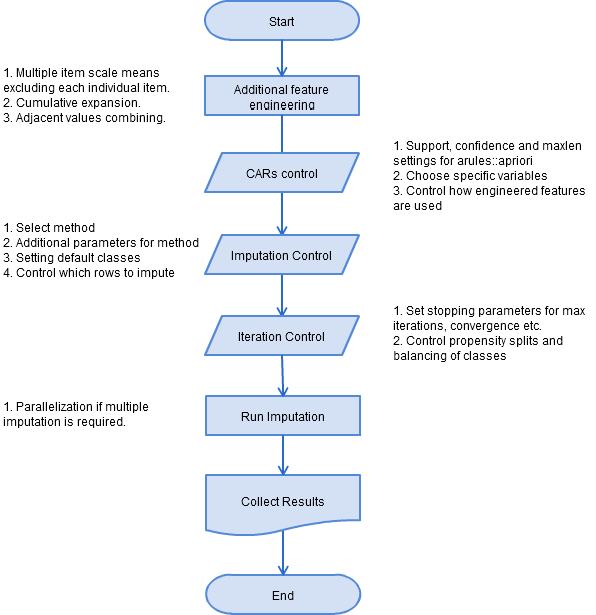 Start
1. Multiple item scale means
excluding each individual item.
2. Cumulative expansion.
3. Adjacent values combining.
Additional feature
engineering
CARs control
1. Support, confidence and maxlen
settings for arules::apriori
2. Choose specific variables
3. Control how engineered features
are used
1. Select method
2. Additional parameters for method
3. Setting default classes
4. Control which rows to impute
Imputation Control
Iteration Control
1. Set stopping parameters for max
iterations, convergence etc.
2. Control propensity splits and
balancing of classes
1. Parallelization if multiple
imputation is required.
Run Imputation
Collect Results
End